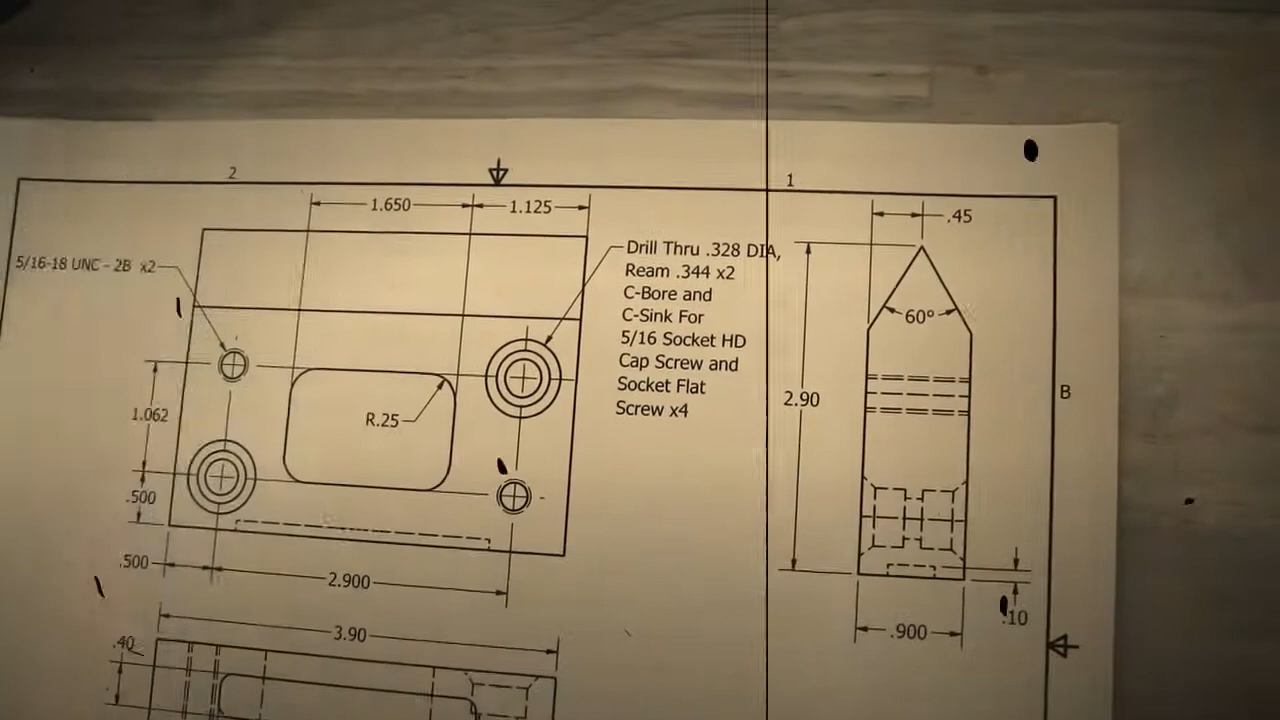 2
1
1.650
1.125
.45
5/16-18 UNC - 2B x2
Drill Thru .328 DIA,
Ream .344 x2
C-Bore and
C-Sink For
5/16 Socket HD
Cap Screw and
Socket Flat
Screw x4
60°
2.90
B
1.062
R.25
.500
.500
2.900
.10
.900
3.90
.40